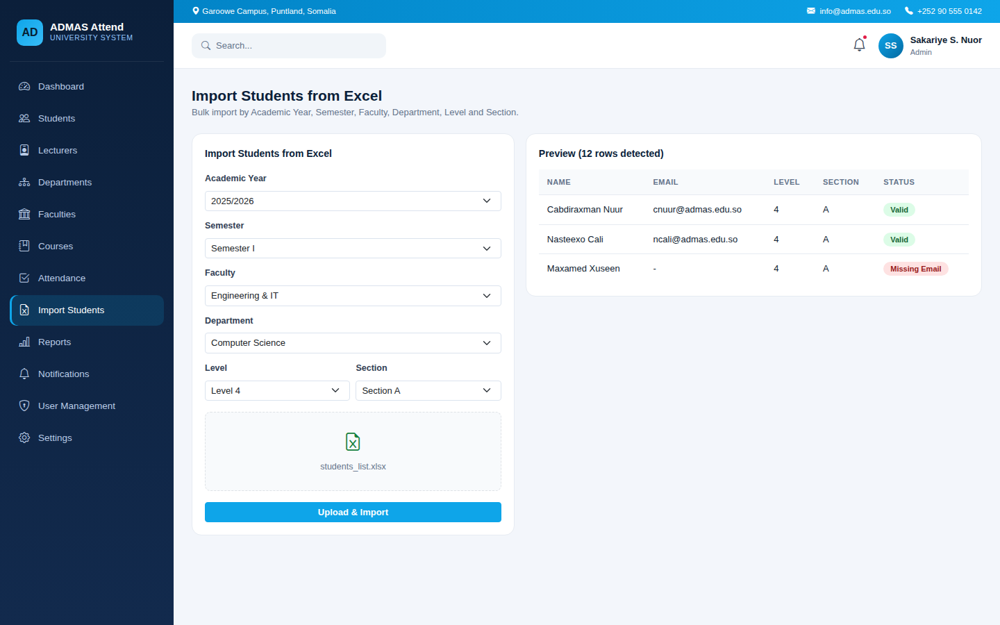 Garoowe Campus, Puntland, Somalia
info@admas.edu.so
+252 90 555 0142
AD
ADMAS Attend
UNIVERSITY SYSTEM
Search...
SS
Sakariye S. Nuor
Admin
Dashboard
Students
Lecturers
Departments
Faculties
Courses
Attendance
Import Students
Reports
Notifications
User Management
Settings
Import Students from Excel
Bulk import by Academic Year, Semester, Faculty, Department, Level and Section.
Import Students from Excel
Academic Year
2025/2026
Semester
Semester I
Faculty
Engineering & IT
Department
Computer Science
Level Section
Level 4 Section A
students_list.xlsx
Upload & Import
Preview (12 rows detected)
NAME EMAIL LEVEL SECTION STATUS
Cabdiraxman Nuur cnuur@admas.edu.so 4 A Valid
Nasteexo Cali ncali@admas.edu.so 4 A Valid
Maxamed Xuseen - 4 A Missing Email